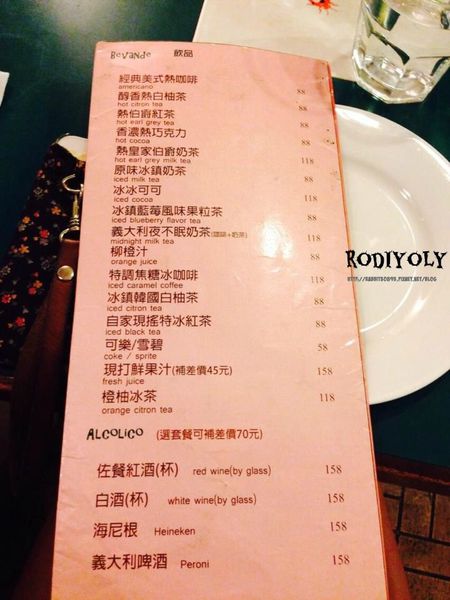 BeVANDe 飲品
經典美式熱咖啡 88
americano
醇香熱白柚茶 88
hot citron tea
熱伯爵紅茶 88
hot earl grey tea
香濃熱巧克力 88
hot cocoa
熱皇家伯爵奶茶 118
hot earl grey milk tea
原味冰鎮奶茶 88
iced milk tea
冰冰可可 118
iced cocoa
冰鎮藍莓風味果粒茶 88
iced blueberry flavor tea
義大利夜不眠奶茶(咖啡+奶茶) 118
midnight milk tea
柳橙汁 88
orange juice
特調焦糖冰咖啡 118
iced caramel coffee
冰鎮韓國白柚茶 88
iced citron tea
自家現搖特冰紅茶 88
iced black tea
可樂/雪碧 58
coke / sprite
現打鮮果汁(補差價45元) 158
fresh juice
橙柚冰茶 118
orange citron tea
ALCOLICO (選套餐可補差價70元)
佐餐紅酒(杯) red wine(by glass) 158
白酒(杯) white wine(by glass) 158
海尼根 Heineken 158
義大利啤酒 Peroni 158
RODIYOLY